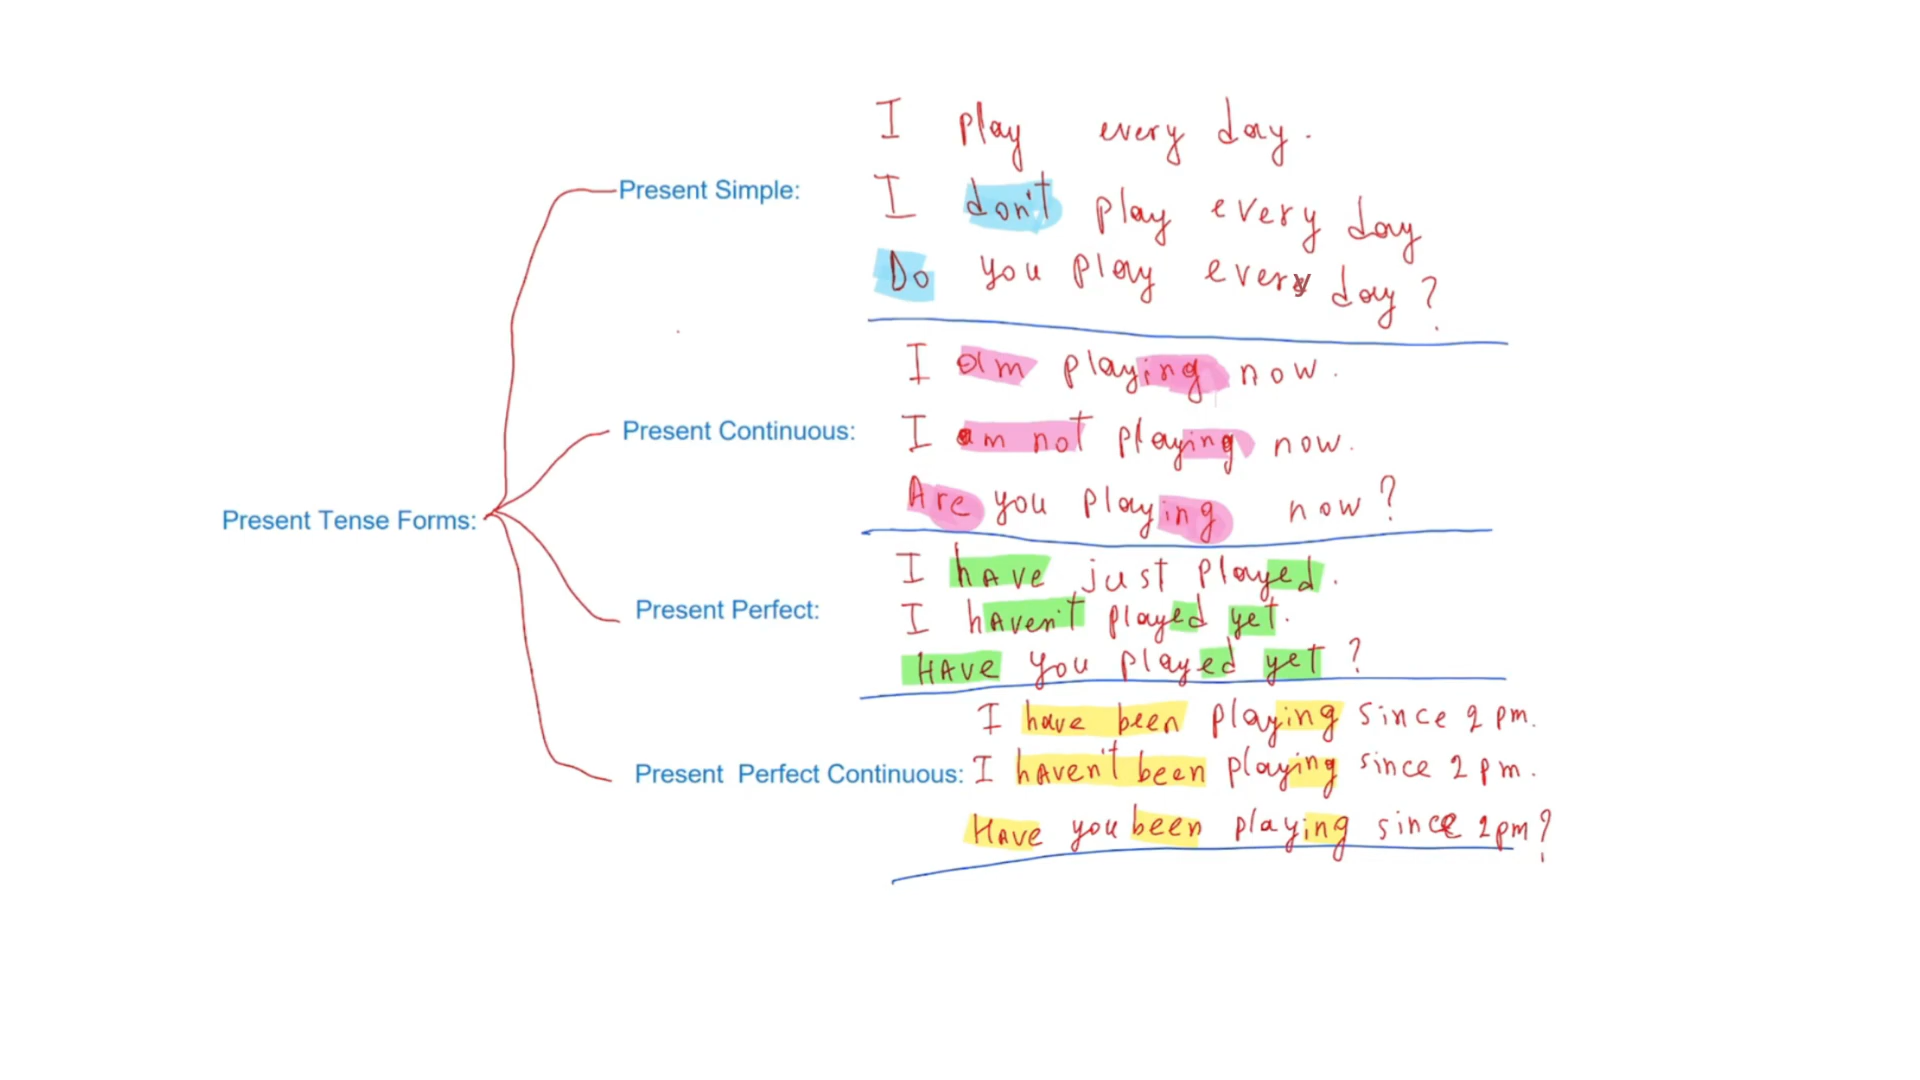 I play every day.
Present Simple:
I don't play every day
Do you play every day?
I am playing now.
Present Continuous:
I am not playing now.
Are you playing now?
Present Tense Forms:
I have just played.
Present Perfect:
I haven't played yet.
Have you played yet?
I have been playing since 2 pm.
Present Perfect Continuous:
I haven't been playing since 2 pm.
Have you been playing since 2pm?